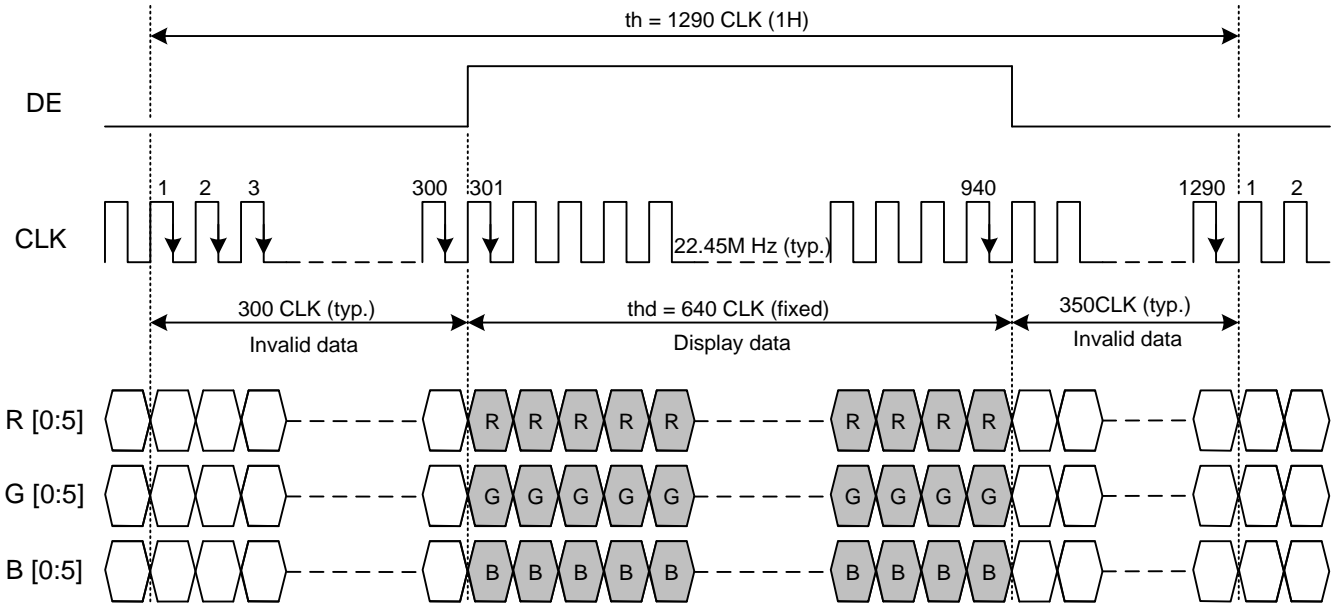 th = 1290 CLK (1H)
DE
1 2 3 300 301 940 1290 1 2
CLK
22.45M Hz (typ.)
300 CLK (typ.) thd = 640 CLK (fixed) 350CLK (typ.)
Invalid data Display data Invalid data
R [0:5] R R R R R R R R R
G [0:5] G G G G G G G G G
B [0:5] B B B B B B B B B